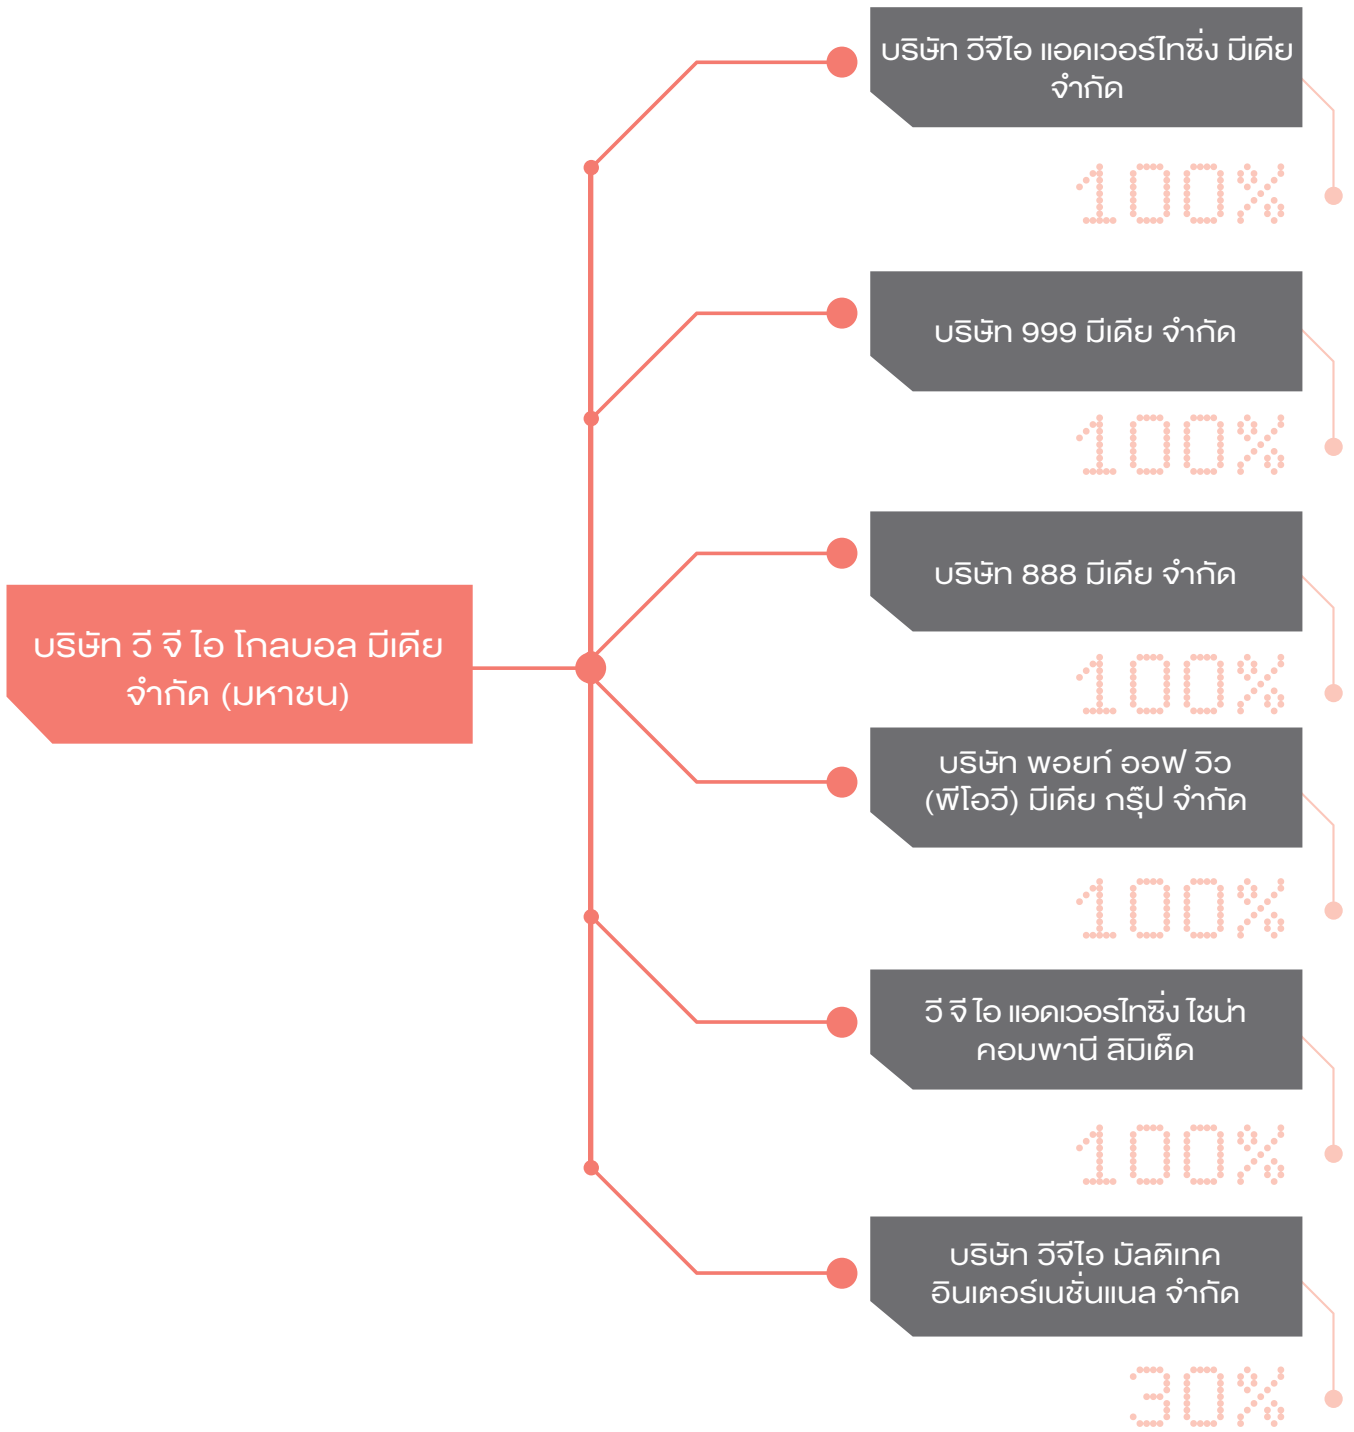 บริษัท วีจีไอ แอดเวอร์ไทซิ่ง มีเดีย
จำกัด
100%
บริษัท 999 มีเดีย จำกัด
100%
บริษัท 888 มีเดีย จำกัด
100%
บริษัท วี จี ไอ โกลบอล มีเดีย
จำกัด (มหาชน)
บริษัท พอยท์ ออฟ วิว
(พีโอวี) มีเดีย กรุ๊ป จำกัด
100%
วี จี ไอ แอดเวอรไทซิ่ง ไชน่า
คอมพานี ลิมิเต็ด
100%
บริษัท วีจีไอ มัลติเทค
อินเตอร์เนชั่นแนล จำกัด
30%